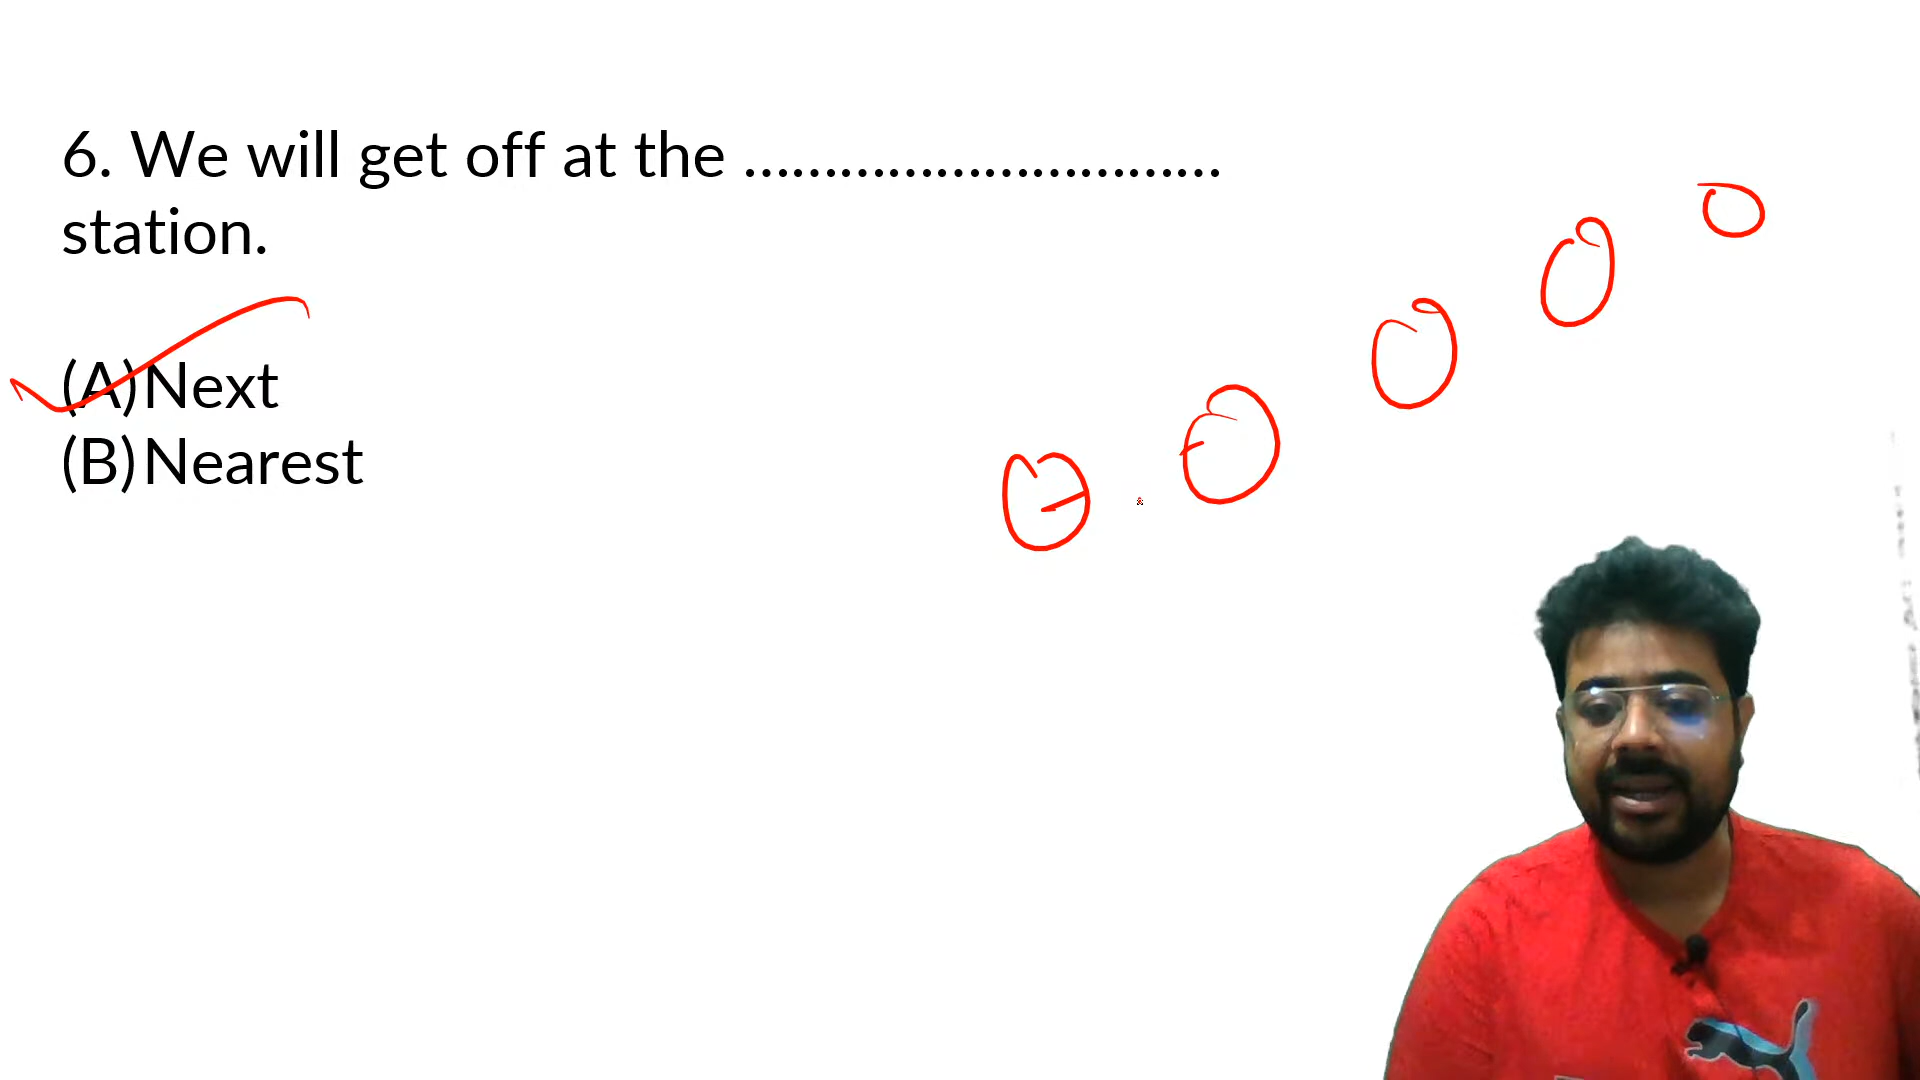 6. We will get off at the ..............................
station.
(A)Next
(B)Nearest